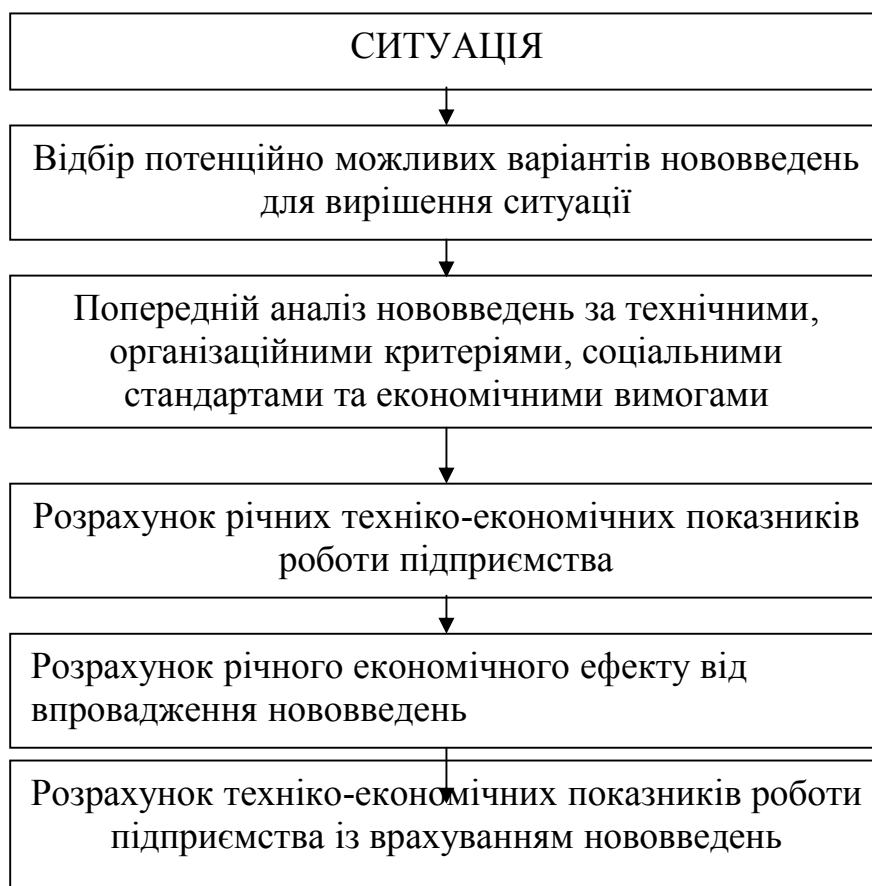 СИТУАЦІЯ
Відбір потенційно можливих варіантів нововведень
для вирішення ситуації
Попередній аналіз нововведень за технічними,
організаційними критеріями, соціальними
стандартами та економічними вимогами
Розрахунок річних техніко-економічних показників
роботи підприємства
Розрахунок річного економічного ефекту від
впровадження нововведень
Розрахунок техніко-економічних показників роботи
підприємства із врахуванням нововведень